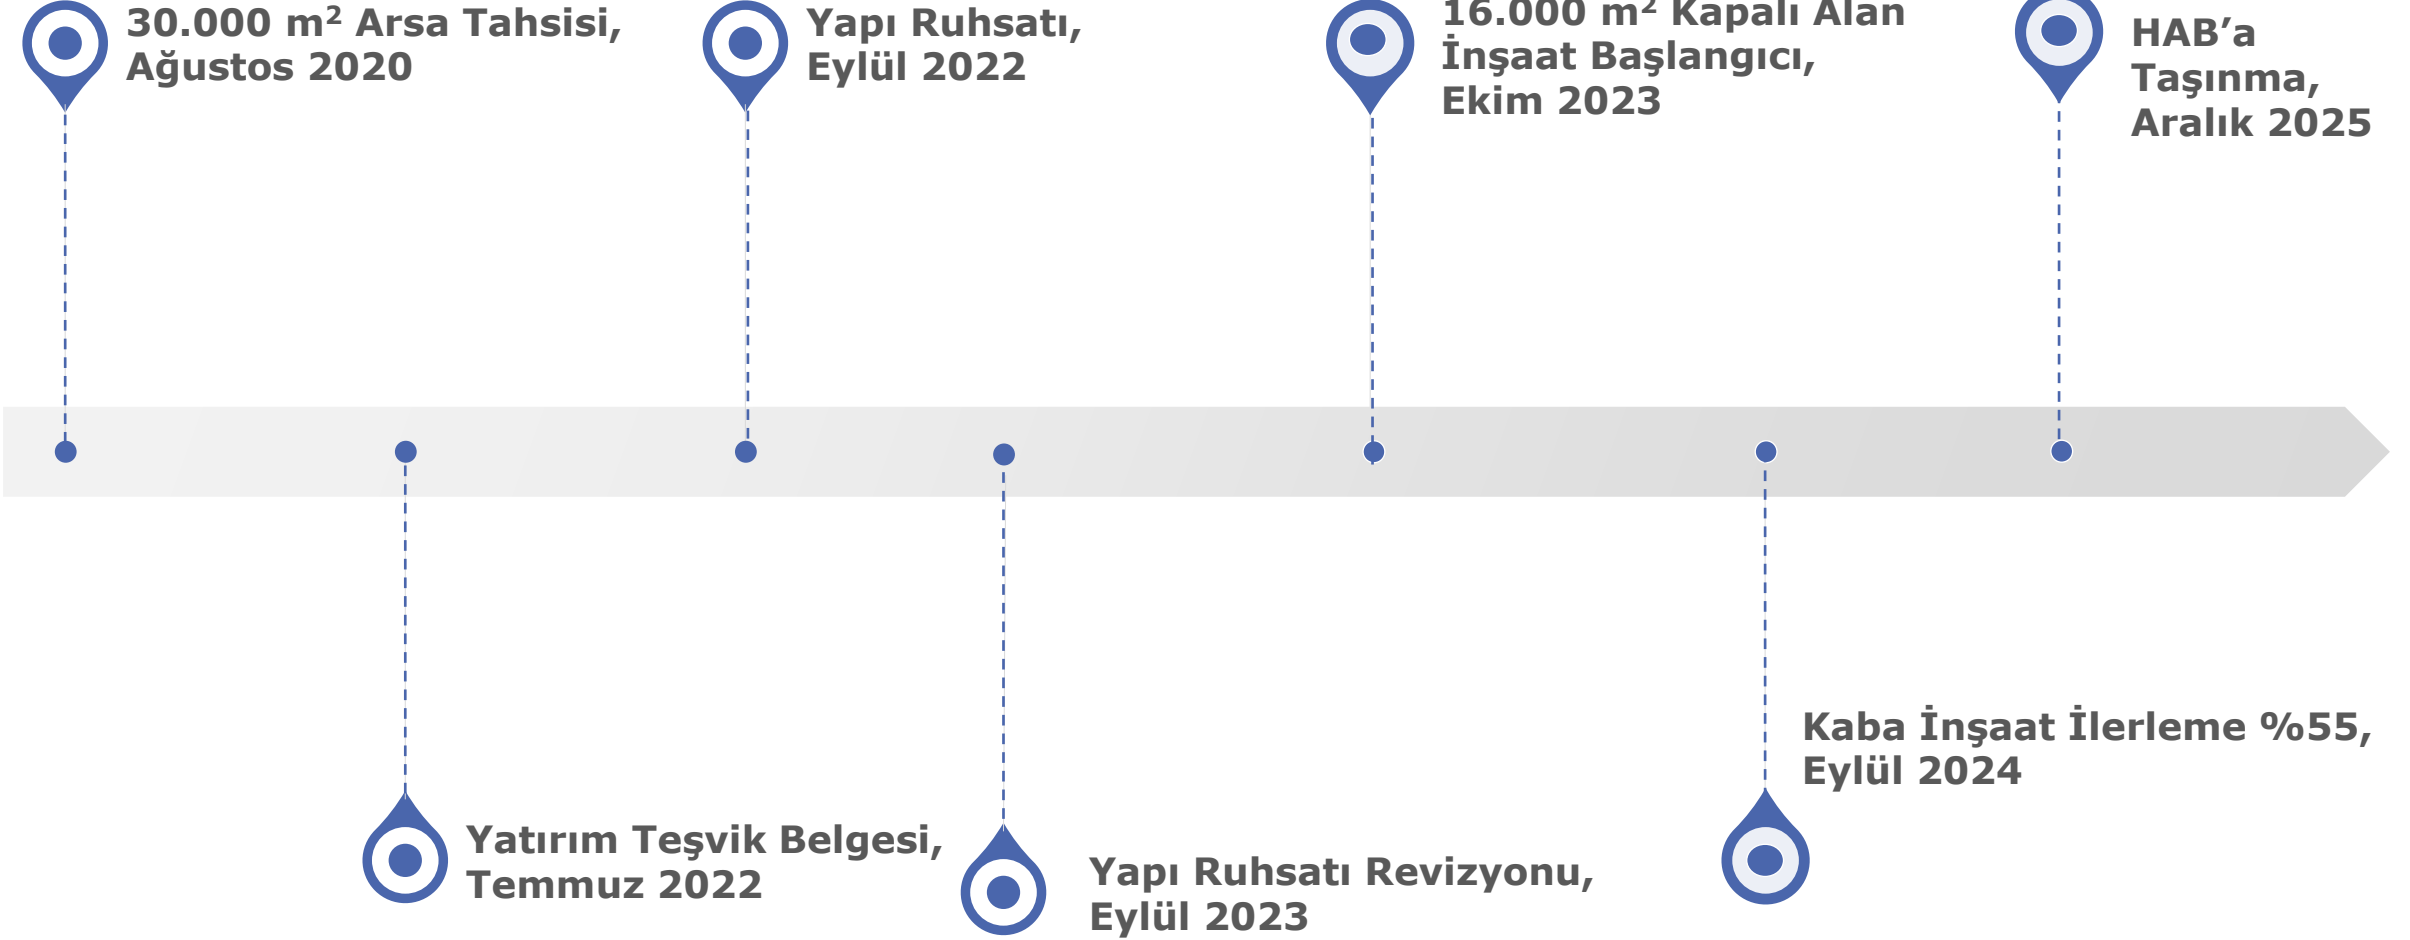 30.000 m² Arsa Tahsisi,
Ağustos 2020
Yapı Ruhsatı,
Eylül 2022
16.000 m² Kapalı Alan
İnşaat Başlangıcı,
Ekim 2023
HAB’a
Taşınma,
Aralık 2025
Yatırım Teşvik Belgesi,
Temmuz 2022
Yapı Ruhsatı Revizyonu,
Eylül 2023
Kaba İnşaat İlerleme %55,
Eylül 2024